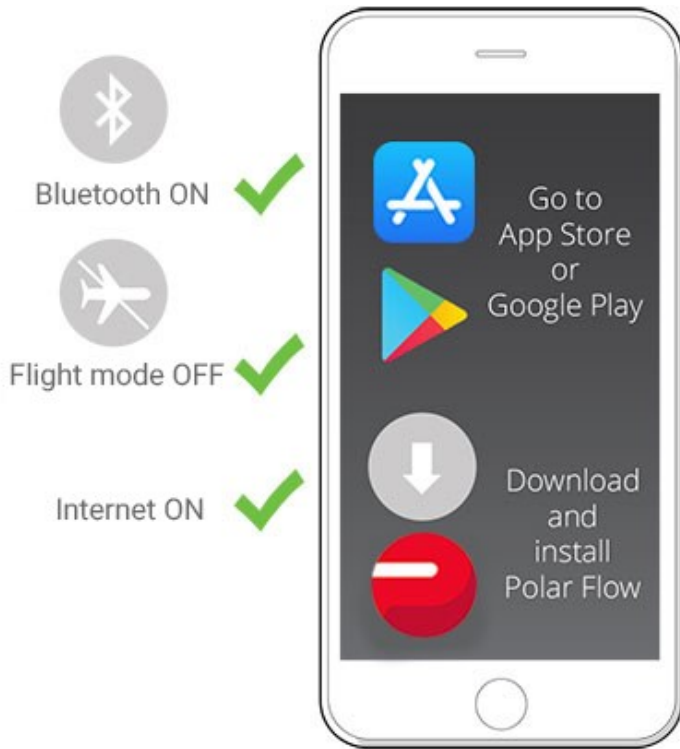 Bluetooth ON
Flight mode OFF
Internet ON
Go to
App Store
or
Google Play
Download
and
install
Polar Flow